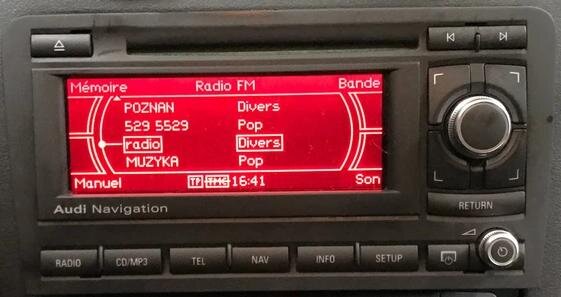 Mémoire Radio FM Bande
POZNAN Divers
529 5529 Pop
radio Divers
MUZYKA Pop
Manuel TP TMC 16:41 Son
Audi Navigation
RETURN
RADIO CD/MP3 TEL NAV INFO SETUP